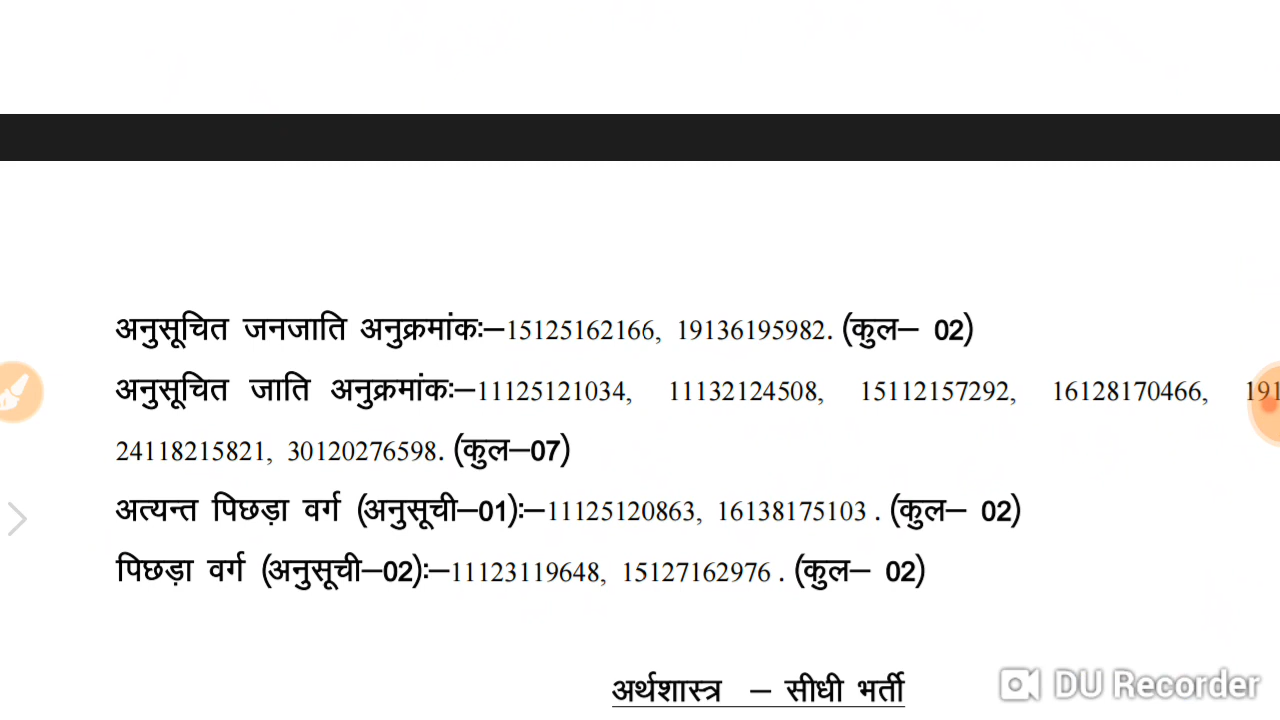 अनुसूचित जनजाति अनुक्रमांकः–15125162166, 19136195982. (कुल– 02)
अनुसूचित जाति अनुक्रमांकः–11125121034, 11132124508, 15112157292, 16128170466,
24118215821, 30120276598. (कुल–07)
अत्यन्त पिछड़ा वर्ग (अनुसूची–01):–11125120863, 16138175103 . (कुल– 02)
पिछड़ा वर्ग (अनुसूची–02):–11123119648, 15127162976 . (कुल– 02)
अर्थशास्त्र – सीधी भर्ती
DU Recorder